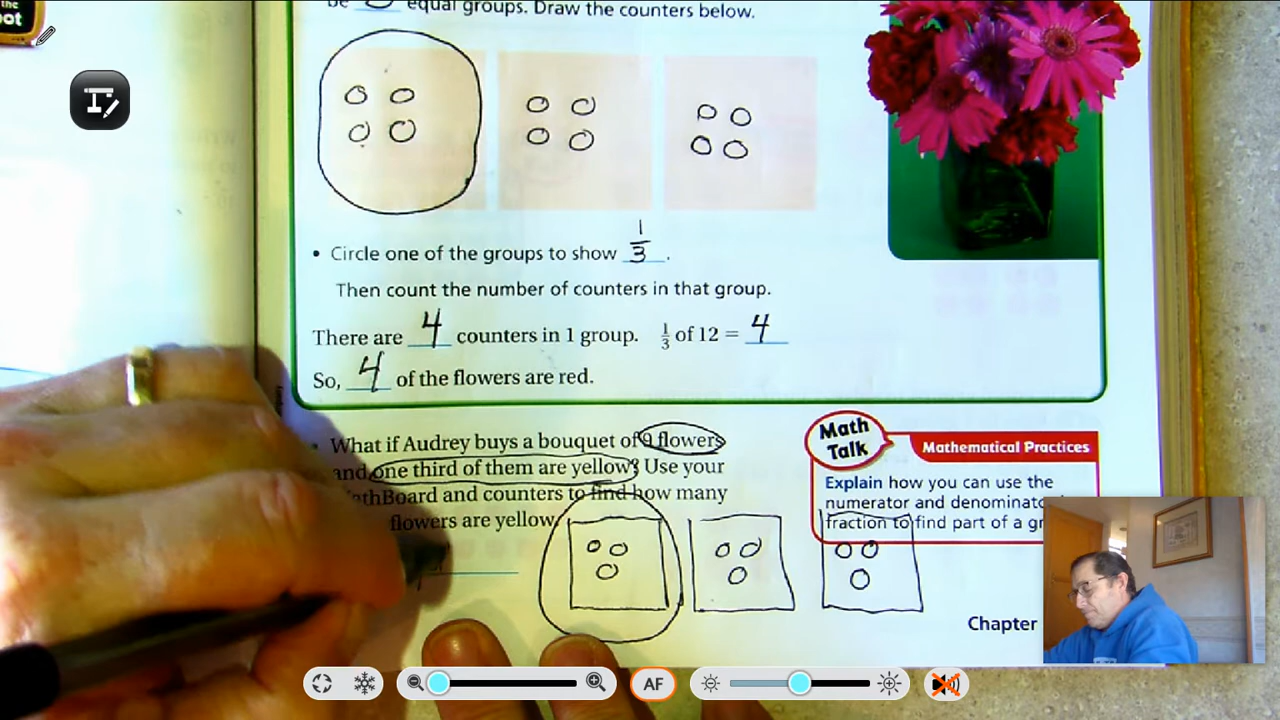 the
ot
be equal groups. Draw the counters below.
• Circle one of the groups to show 1/3.
Then count the number of counters in that group.
There are 4 counters in 1 group. 1/3 of 12 = 4
So, 4 of the flowers are red.
What if Audrey buys a bouquet of 9 flowers
and one third of them are yellow? Use your
MathBoard and counters to find how many
flowers are yellow.
Math
Talk
Mathematical Practices
Explain how you can use the
numerator and denominato
fraction to find part of a gr
Chapter
AF